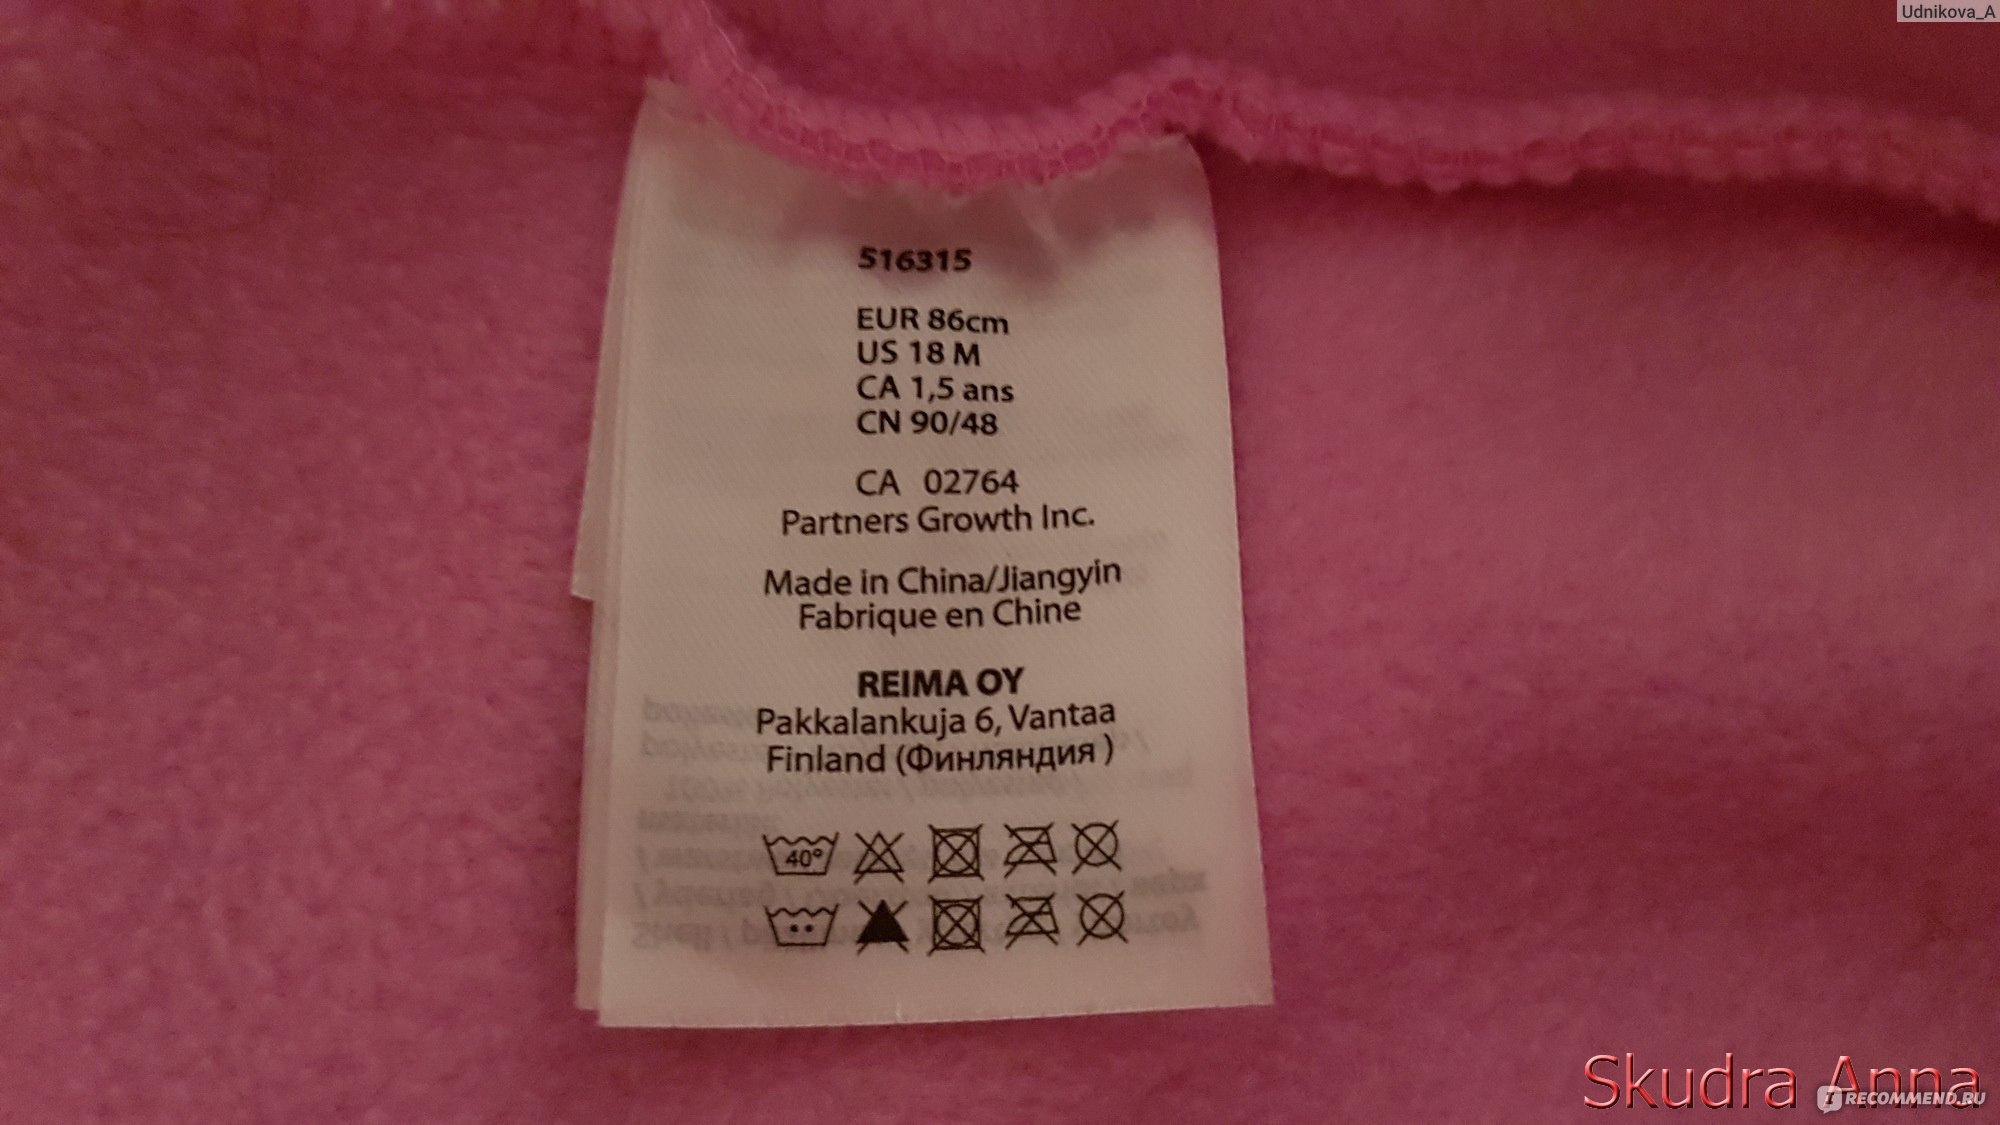 Udnikova_A
516315
EUR 86cm
US 18 M
CA 1,5 ans
CN 90/48
CA 02764
Partners Growth Inc.
Made in China/Jiangyin
Fabrique en Chine
REIMA OY
Pakkalankuja 6, Vantaa
Finland (Финляндия )
40°
Skudra Anna
IRECOMMEND.RU